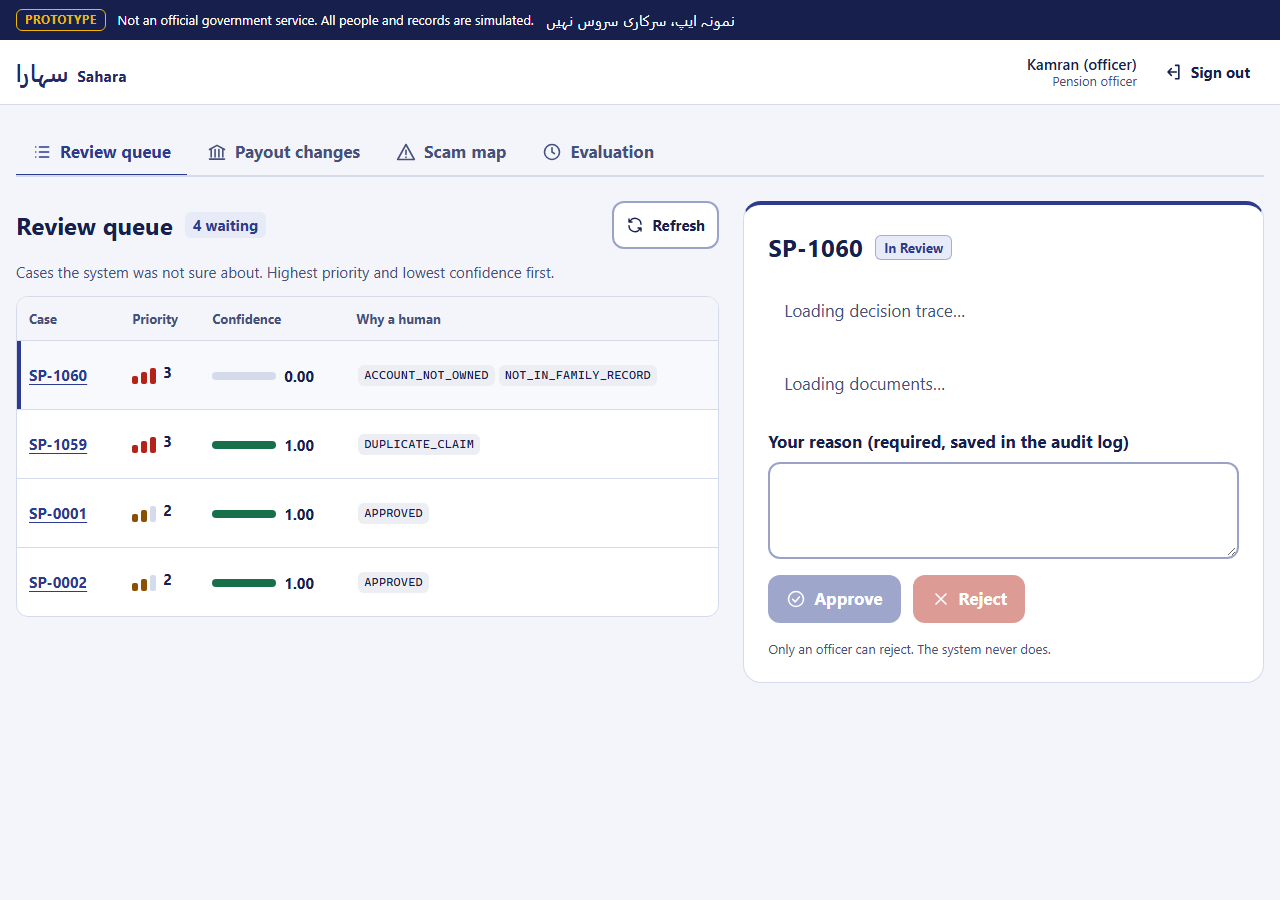 PROTOTYPE Not an official government service. All people and records are simulated. نمونہ ایپ، سرکاری سروس نہیں
سہارا Sahara
Kamran (officer)
Pension officer
Sign out
Review queue Payout changes Scam map Evaluation
Review queue 4 waiting Refresh
Cases the system was not sure about. Highest priority and lowest confidence first.
Case Priority Confidence Why a human
SP-1060 3 0.00 ACCOUNT_NOT_OWNED NOT_IN_FAMILY_RECORD
SP-1059 3 1.00 DUPLICATE_CLAIM
SP-0001 2 1.00 APPROVED
SP-0002 2 1.00 APPROVED
SP-1060 In Review
Loading decision trace...
Loading documents...
Your reason (required, saved in the audit log)
Approve Reject
Only an officer can reject. The system never does.